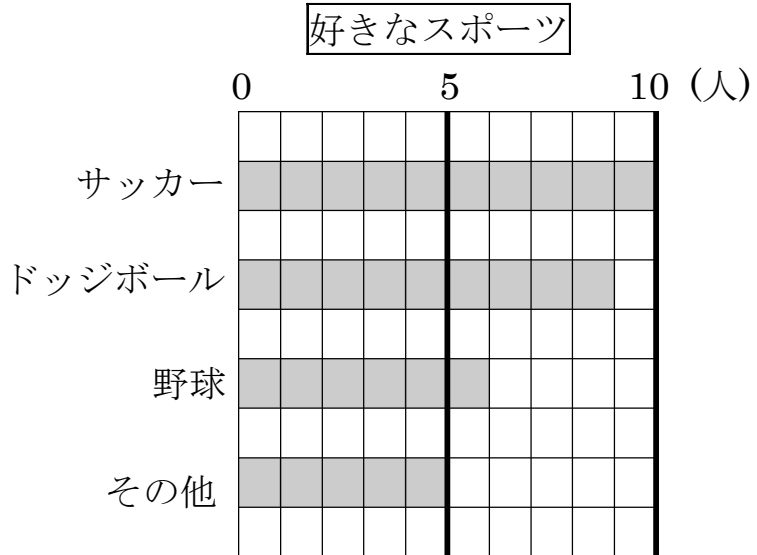 好きなスポーツ
0 5 10 (人)
サッカー
ドッジボール
野球
その他